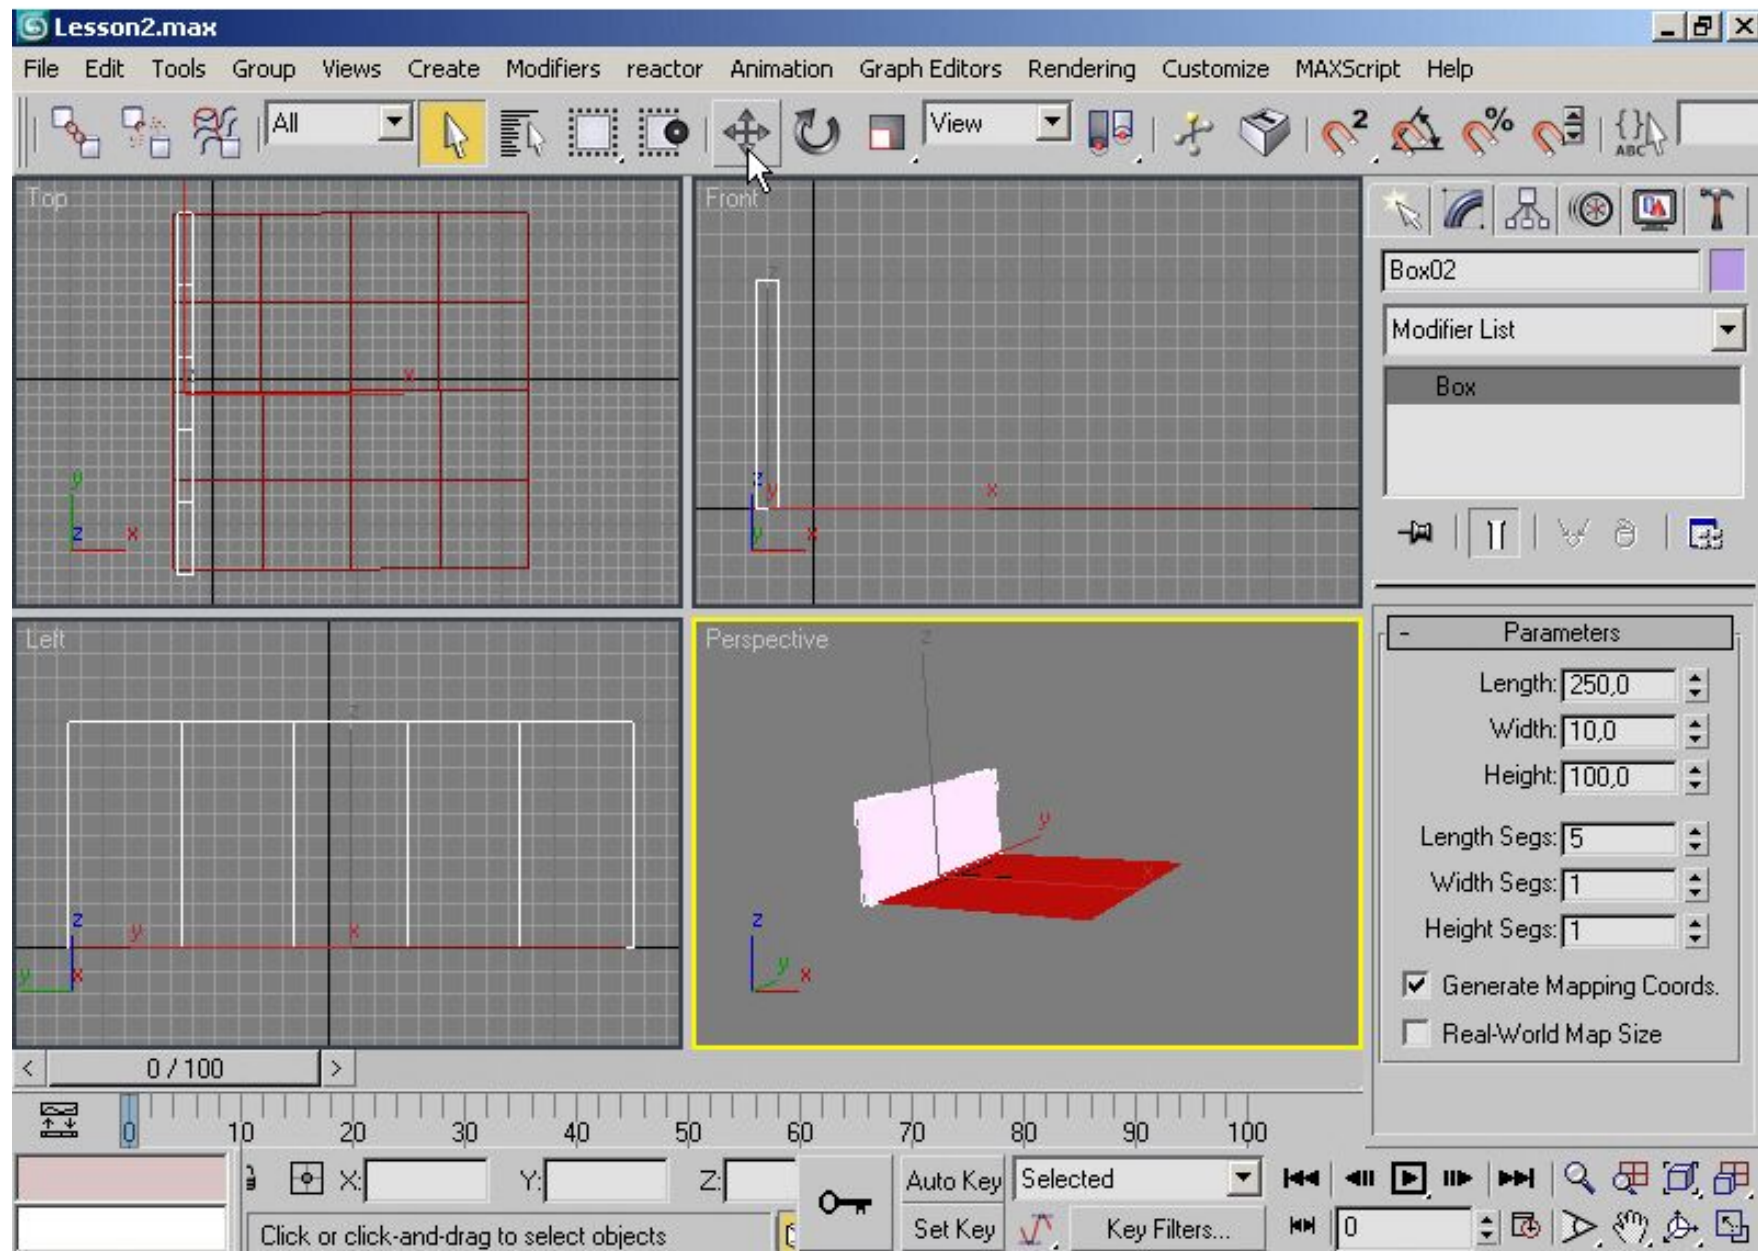 Lesson2.max
File Edit Tools Group Views Create Modifiers reactor Animation Graph Editors Rendering Customize MAXScript Help
All View 2 % {} ABC
Top Front
z
x
y z x
z y x z y x
Box02
Modifier List
Box
Left Perspective
z
z
y
z y x y x
z y x
- Parameters
Length: 250,0
Width: 10,0
Height: 100,0
Length Segs: 5
Width Segs: 1
Height Segs: 1
Generate Mapping Coords.
Real-World Map Size
< 0 / 100 >
0 10 20 30 40 50 60 70 80 90 100
X: Y: Z: Auto Key Selected
Click or click-and-drag to select objects Set Key Key Filters... 0